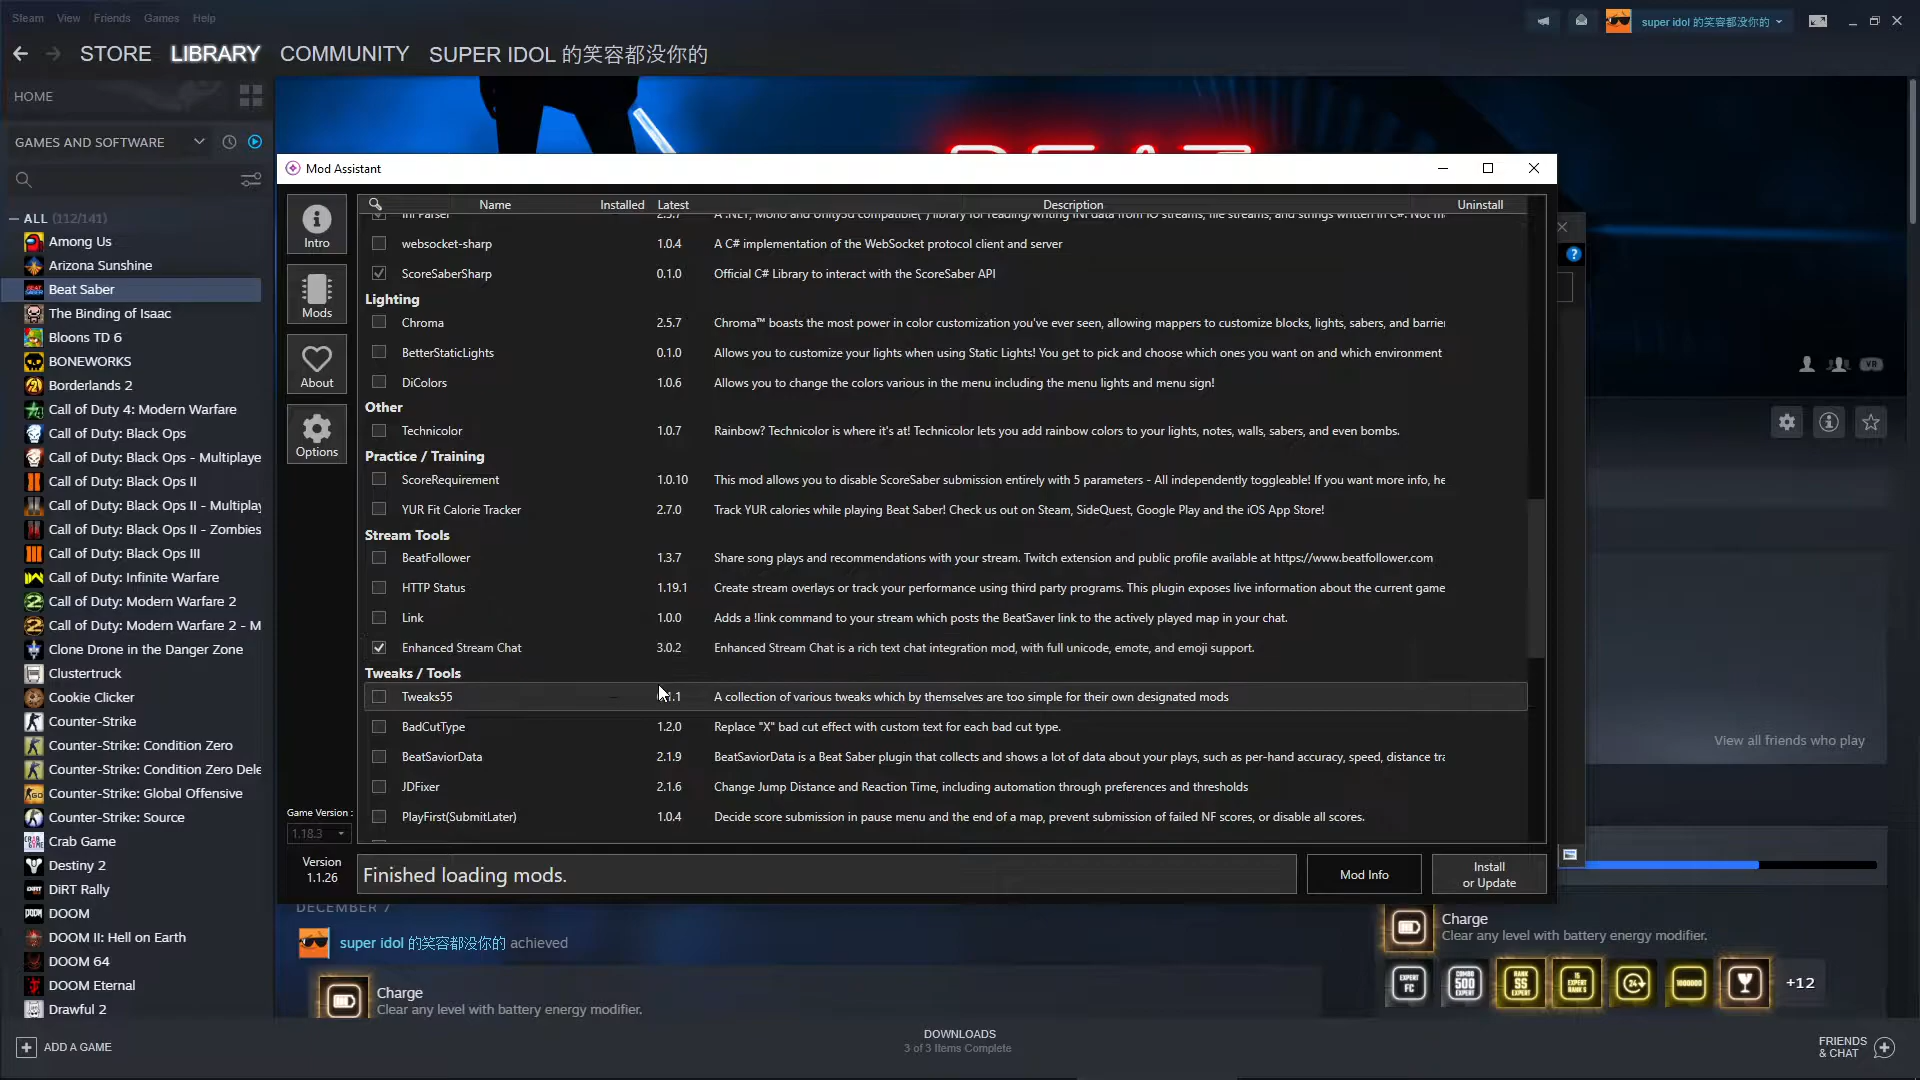 Steam View Friends Games Help
super idol 的笑容都没你的
STORE LIBRARY COMMUNITY SUPER IDOL 的笑容都没你的
HOME
GAMES AND SOFTWARE
ALL (112/141)
Among Us
Arizona Sunshine
Beat Saber
The Binding of Isaac
Bloons TD 6
BONEWORKS
Borderlands 2
Call of Duty 4: Modern Warfare
Call of Duty: Black Ops
Call of Duty: Black Ops - Multiplaye
Call of Duty: Black Ops II
Call of Duty: Black Ops II - Multiplay
Call of Duty: Black Ops II - Zombies
Call of Duty: Black Ops III
Call of Duty: Infinite Warfare
Call of Duty: Modern Warfare 2
Call of Duty: Modern Warfare 2 - M
Clone Drone in the Danger Zone
Clustertruck
Cookie Clicker
Counter-Strike
Counter-Strike: Condition Zero
Counter-Strike: Condition Zero Dele
Counter-Strike: Global Offensive
Counter-Strike: Source
Crab Game
Destiny 2
DiRT Rally
DOOM
DOOM II: Hell on Earth
DOOM 64
DOOM Eternal
Drawful 2
ADD A GAME
Mod Assistant
Intro
Mods
About
Options
Game Version :
1.18.3
Version
1.1.26
Name Installed Latest Description Uninstall
Ini Parser 2.5.7 A .NET, Mono and Unity3d compatible(*) library for reading/writing INI data from IO streams, file streams, and strings written in C#. Not m
websocket-sharp 1.0.4 A C# implementation of the WebSocket protocol client and server
ScoreSaberSharp 0.1.0 Official C# Library to interact with the ScoreSaber API
Lighting
Chroma 2.5.7 Chroma™ boasts the most power in color customization you've ever seen, allowing mappers to customize blocks, lights, sabers, and barrier
BetterStaticLights 0.1.0 Allows you to customize your lights when using Static Lights! You get to pick and choose which ones you want on and which environment
DiColors 1.0.6 Allows you to change the colors various in the menu including the menu lights and menu sign!
Other
Technicolor 1.0.7 Rainbow? Technicolor is where it's at! Technicolor lets you add rainbow colors to your lights, notes, walls, sabers, and even bombs.
Practice / Training
ScoreRequirement 1.0.10 This mod allows you to disable ScoreSaber submission entirely with 5 parameters - All independently toggleable! If you want more info, he
YUR Fit Calorie Tracker 2.7.0 Track YUR calories while playing Beat Saber! Check us out on Steam, SideQuest, Google Play and the iOS App Store!
Stream Tools
BeatFollower 1.3.7 Share song plays and recommendations with your stream. Twitch extension and public profile available at https://www.beatfollower.com
HTTP Status 1.19.1 Create stream overlays or track your performance using third party programs. This plugin exposes live information about the current game
Link 1.0.0 Adds a !link command to your stream which posts the BeatSaver link to the actively played map in your chat.
Enhanced Stream Chat 3.0.2 Enhanced Stream Chat is a rich text chat integration mod, with full unicode, emote, and emoji support.
Tweaks / Tools
Tweaks55 .1 A collection of various tweaks which by themselves are too simple for their own designated mods
BadCutType 1.2.0 Replace "X" bad cut effect with custom text for each bad cut type.
BeatSaviorData 2.1.9 BeatSaviorData is a Beat Saber plugin that collects and shows a lot of data about your plays, such as per-hand accuracy, speed, distance tra
JDFixer 2.1.6 Change Jump Distance and Reaction Time, including automation through preferences and thresholds
PlayFirst(SubmitLater) 1.0.4 Decide score submission in pause menu and the end of a map, prevent submission of failed NF scores, or disable all scores.
Finished loading mods.
Mod Info
Install
or Update
VR
View all friends who play
DECEMBER 7
super idol 的笑容都没你的 achieved
Charge
Clear any level with battery energy modifier.
Charge
Clear any level with battery energy modifier.
+12
DOWNLOADS
3 of 3 Items Complete
FRIENDS
& CHAT